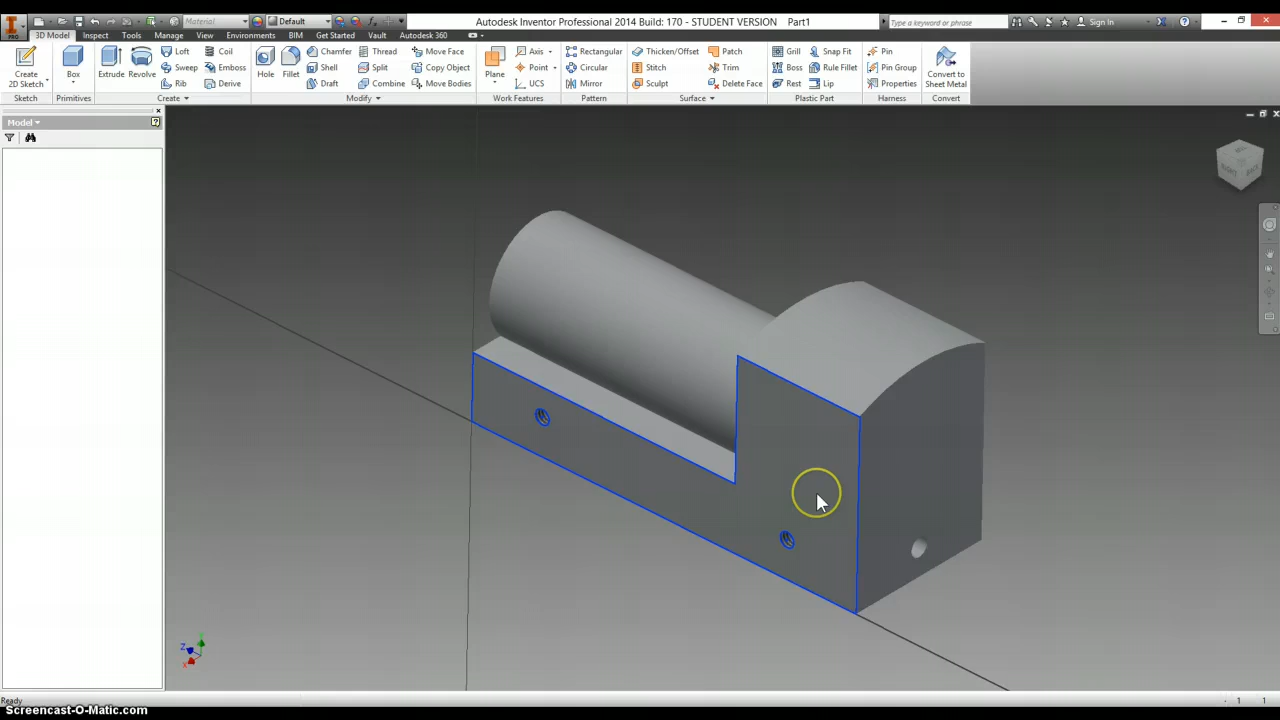 Material Default Autodesk Inventor Professional 2014 Build: 170 - STUDENT VERSION Part1 Type a keyword or phrase Sign In
PRO
3D Model Inspect Tools Manage View Environments BIM Get Started Vault Autodesk 360
Create 2D Sketch
Box
Extrude
Revolve
Loft
Sweep
Rib
Coil
Emboss
Derive
Hole
Fillet
Chamfer
Shell
Draft
Thread
Split
Combine
Move Face
Copy Object
Move Bodies
Plane
Axis
Point
UCS
Rectangular
Circular
Mirror
Thicken/Offset
Stitch
Sculpt
Patch
Trim
Delete Face
Grill
Boss
Rest
Snap Fit
Rule Fillet
Lip
Pin
Pin Group
Properties
Convert to Sheet Metal
Sketch Primitives Create Modify Work Features Pattern Surface Plastic Part Harness Convert
Model
RIGHT
BACK
Z
X
Ready 1 1
Screencast-O-Matic.com